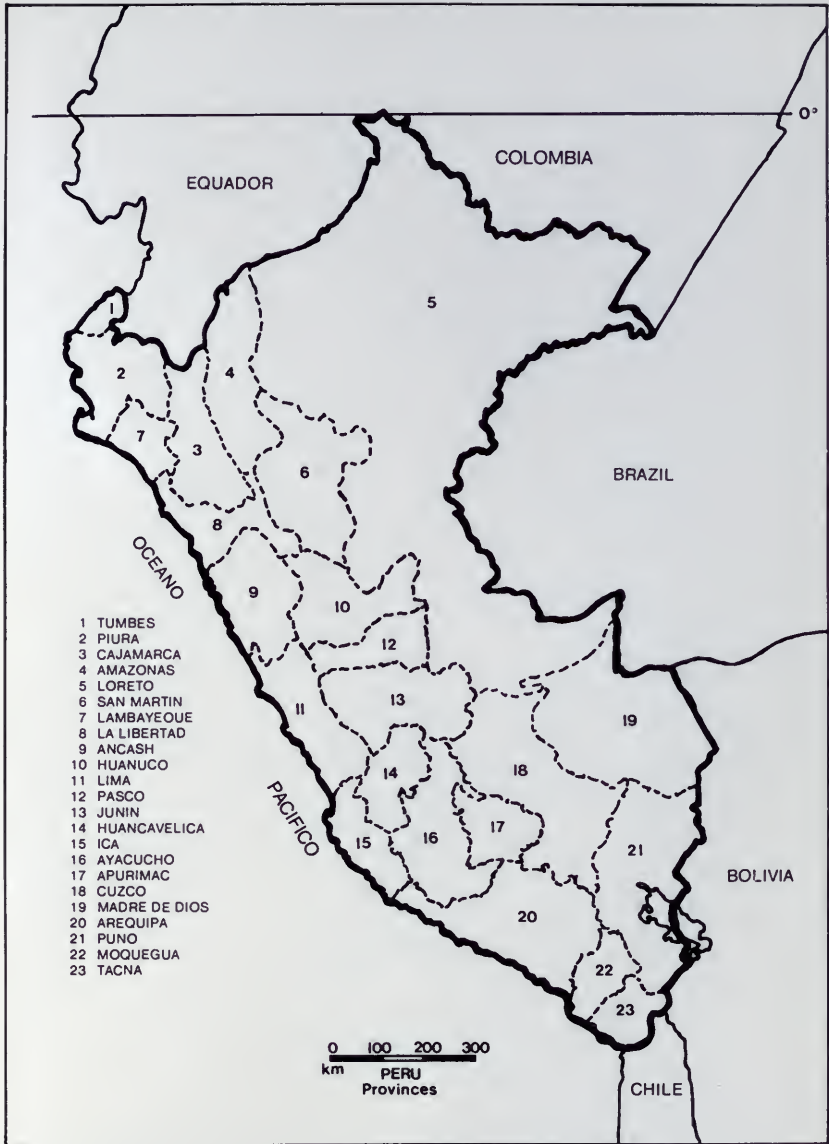 0°
COLOMBIA
EQUADOR
1
5
2
4
7
3
6
BRAZIL
8
OCEANO
9
10
12
11
13
19
14
18
PACIFICO
15
16
17
21
BOLIVIA
20
22
23
1 TUMBES
2 PIURA
3 CAJAMARCA
4 AMAZONAS
5 LORETO
6 SAN MARTIN
7 LAMBAYEOUE
8 LA LIBERTAD
9 ANCASH
10 HUANUCO
11 LIMA
12 PASCO
13 JUNIN
14 HUANCAVELICA
15 ICA
16 AYACUCHO
17 APURIMAC
18 CUZCO
19 MADRE DE DIOS
20 AREQUIPA
21 PUNO
22 MOQUEGUA
23 TACNA
0 100 200 300
km
PERU
Provinces
CHILE